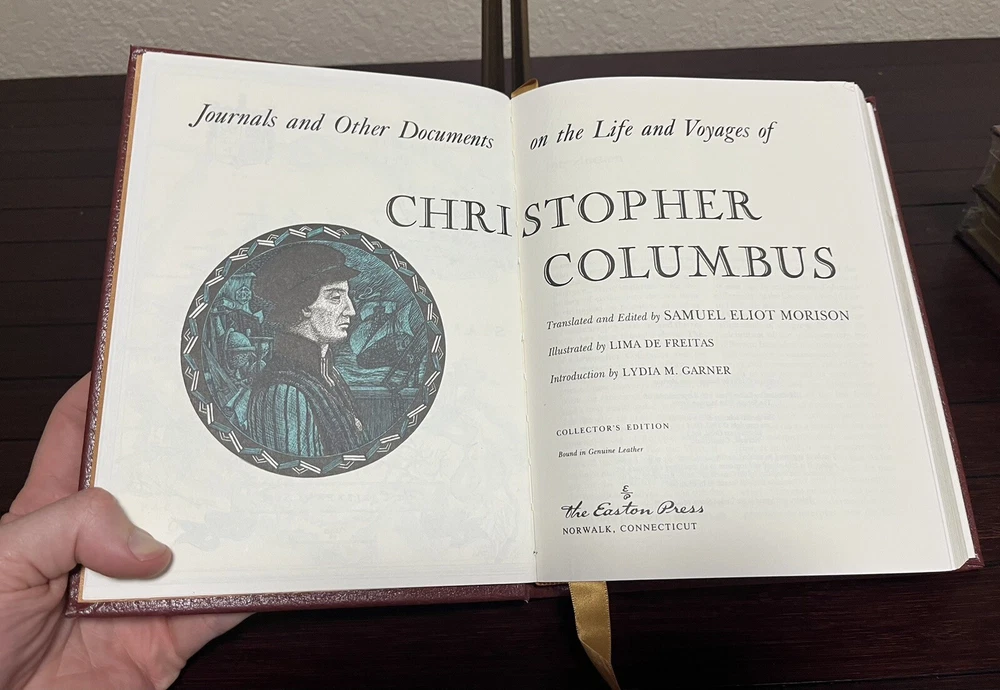 Journals and Other Documents on the Life and Voyages of
CHRISTOPHER
COLUMBUS
Translated and Edited by SAMUEL ELIOT MORISON
Illustrated by LIMA DE FREITAS
Introduction by LYDIA M. GARNER
COLLECTOR'S EDITION
Bound in Genuine Leather
E
P
The Easton Press
NORWALK, CONNECTICUT